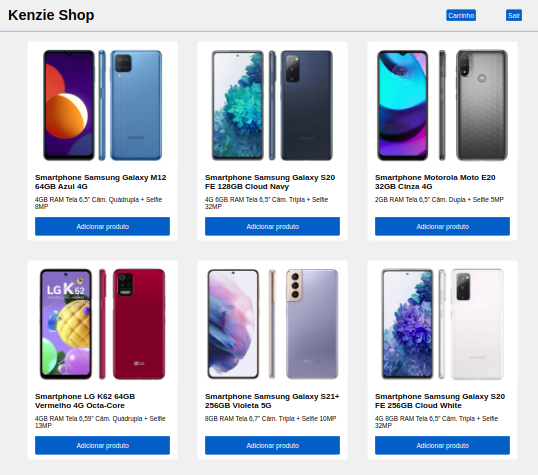 Kenzie Shop
Carrinho
Sair
Smartphone Samsung Galaxy M12
64GB Azul 4G
4GB RAM Tela 6,5" Câm. Quádrupla + Selfie
8MP
Adicionar produto
Smartphone Samsung Galaxy S20
FE 128GB Cloud Navy
4G 6GB RAM Tela 6,5" Câm. Tripla + Selfie
32MP
Adicionar produto
Smartphone Motorola Moto E20
32GB Cinza 4G
2GB RAM Tela 6,5" Câm. Dupla + Selfie 5MP
Adicionar produto
LG K62
LG
Smartphone LG K62 64GB
Vermelho 4G Octa-Core
4GB RAM Tela 6,59" Câm. Quádrupla + Selfie
13MP
Adicionar produto
Smartphone Samsung Galaxy S21+
256GB Violeta 5G
8GB RAM Tela 6,7" Câm. Tripla + Selfie 10MP
Adicionar produto
Smartphone Samsung Galaxy S20
FE 256GB Cloud White
4G 8GB RAM Tela 6,5" Câm. Tripla + Selfie
32MP
Adicionar produto